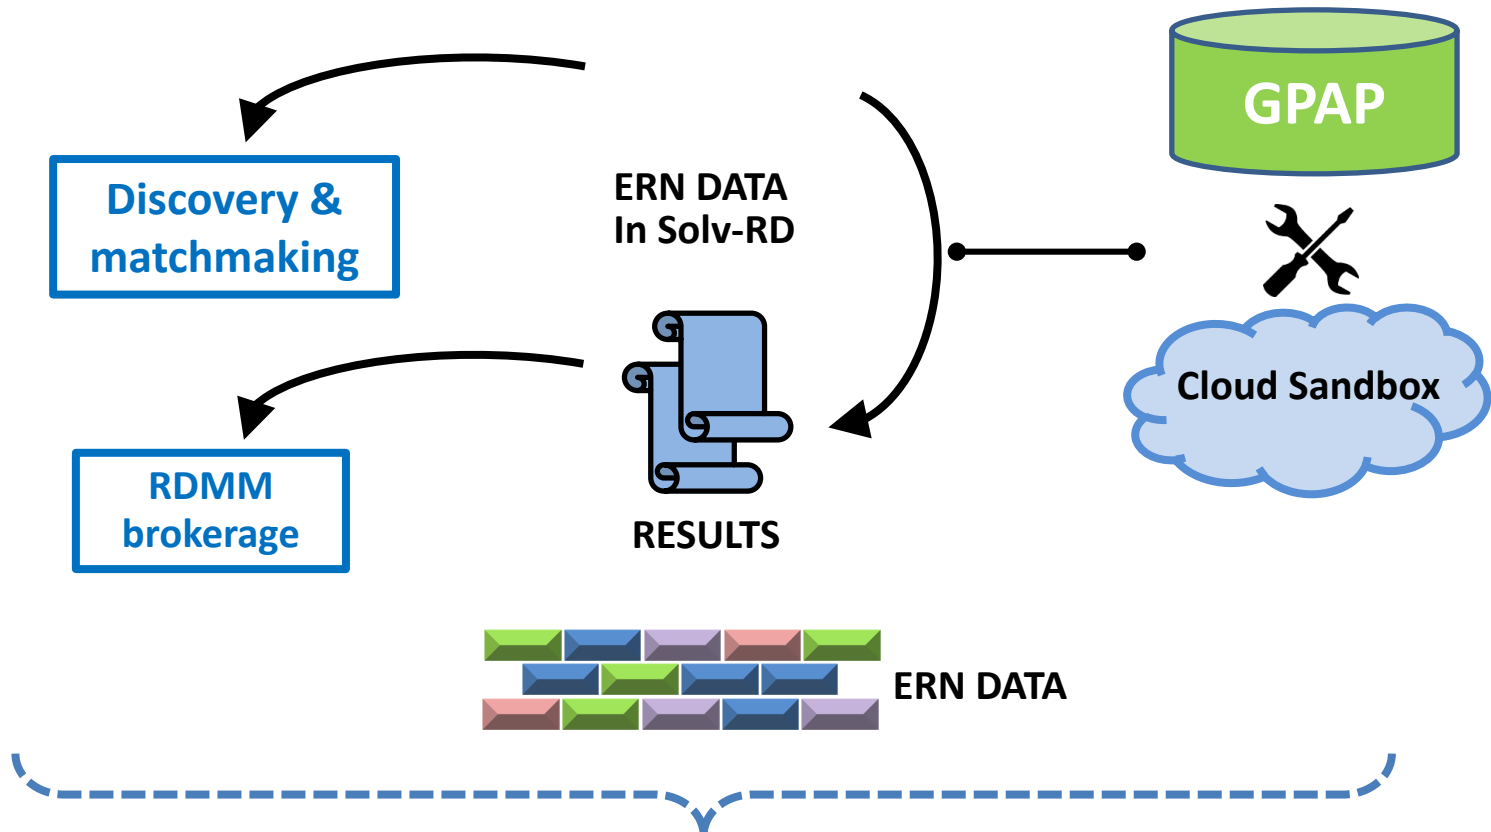 GPAP
Discovery &
matchmaking
ERN DATA
In Solv-RD
Cloud Sandbox
RDMM
brokerage
RESULTS
ERN DATA